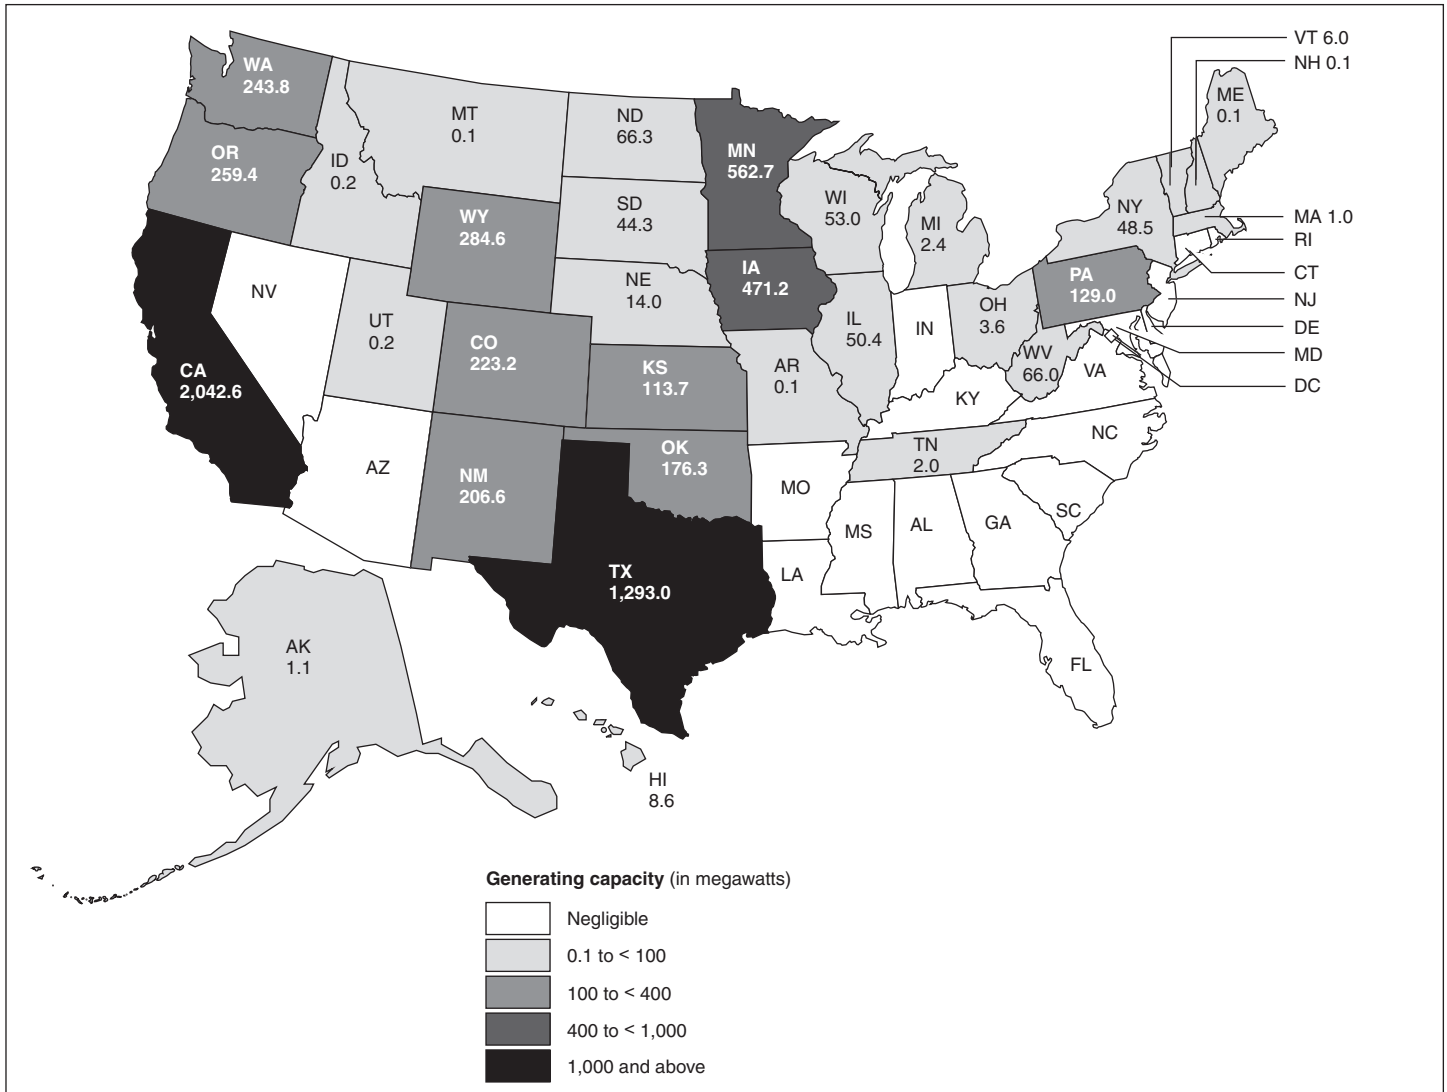 VT 6.0
NH 0.1
WA
243.8
ME
0.1
MT
0.1
ND
66.3
MN
562.7
OR
259.4
ID
0.2
WI
53.0
SD
44.3
WY
284.6
NY
48.5
MI
2.4
MA 1.0
RI
CT
NJ
DE
MD
DC
IA
471.2
PA
129.0
NV
NE
14.0
UT
0.2
OH
3.6
IL
50.4
IN
CO
223.2
WV
66.0
VA
CA
2,042.6
KS
113.7
AR
0.1
KY
NC
TN
2.0
AZ
NM
206.6
OK
176.3
MO
SC
MS
AL
GA
LA
TX
1,293.0
AK
1.1
FL
HI
8.6
Generating capacity (in megawatts)
Negligible
0.1 to < 100
100 to < 400
400 to < 1,000
1,000 and above